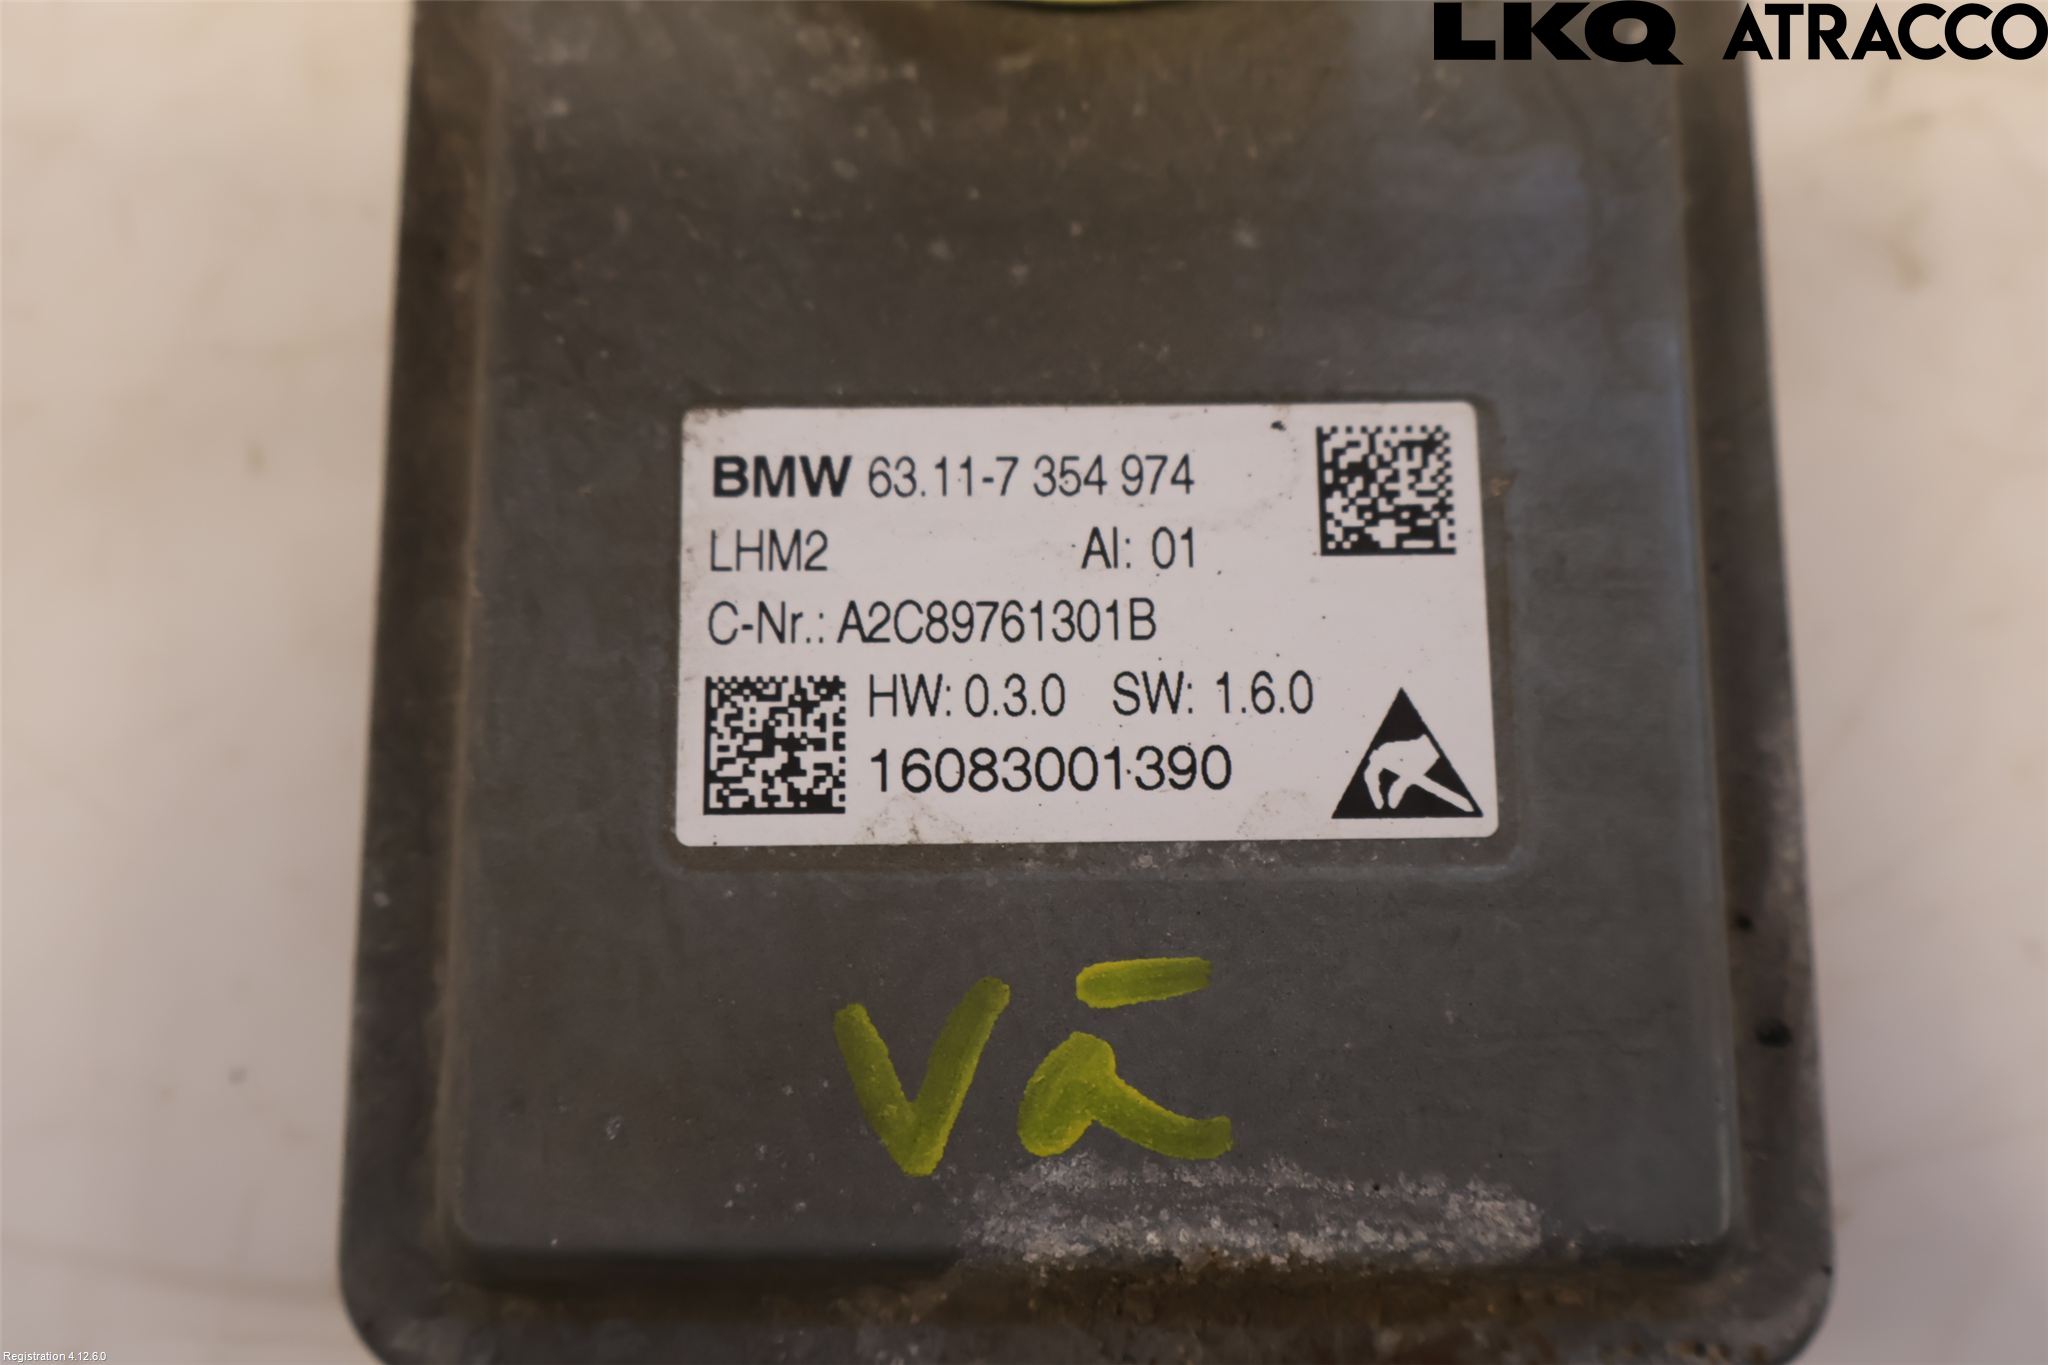 LKQ ATRACCO
BMW 63.11-7 354 974
LHM2 AI: 01
C-Nr.: A2C89761301B
HW: 0.3.0 SW: 1.6.0
16083001390
Vā
Registration 4.12.6.0